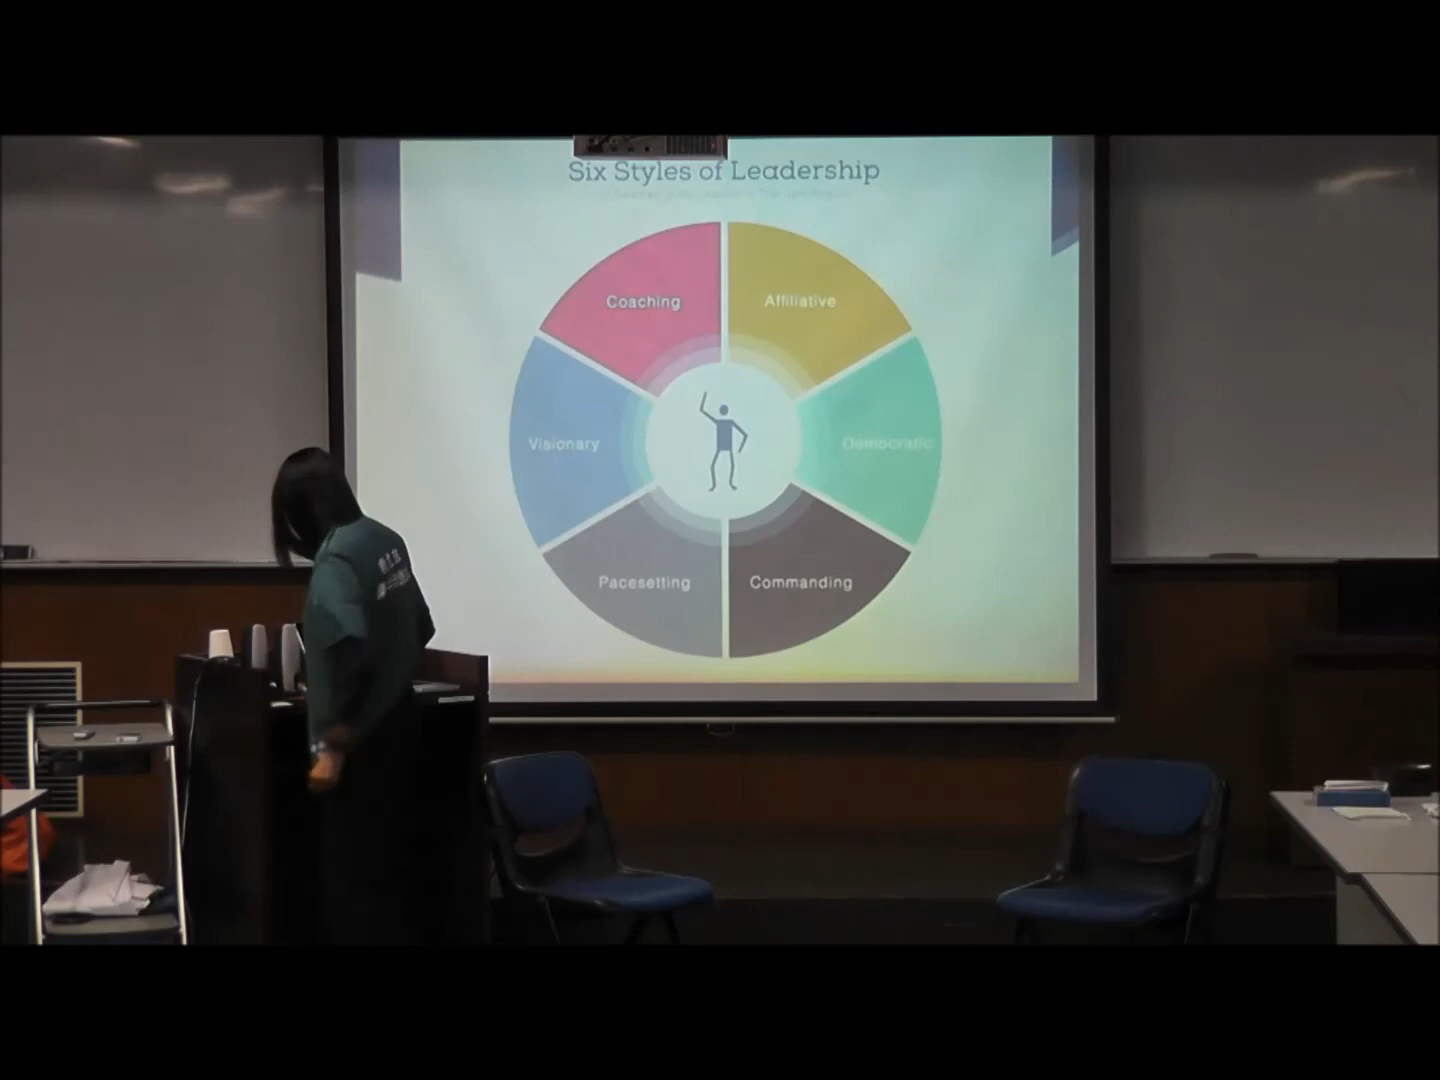 Six Styles of Leadership
Coaching
Affiliative
Visionary
Democratic
Pacesetting
Commanding